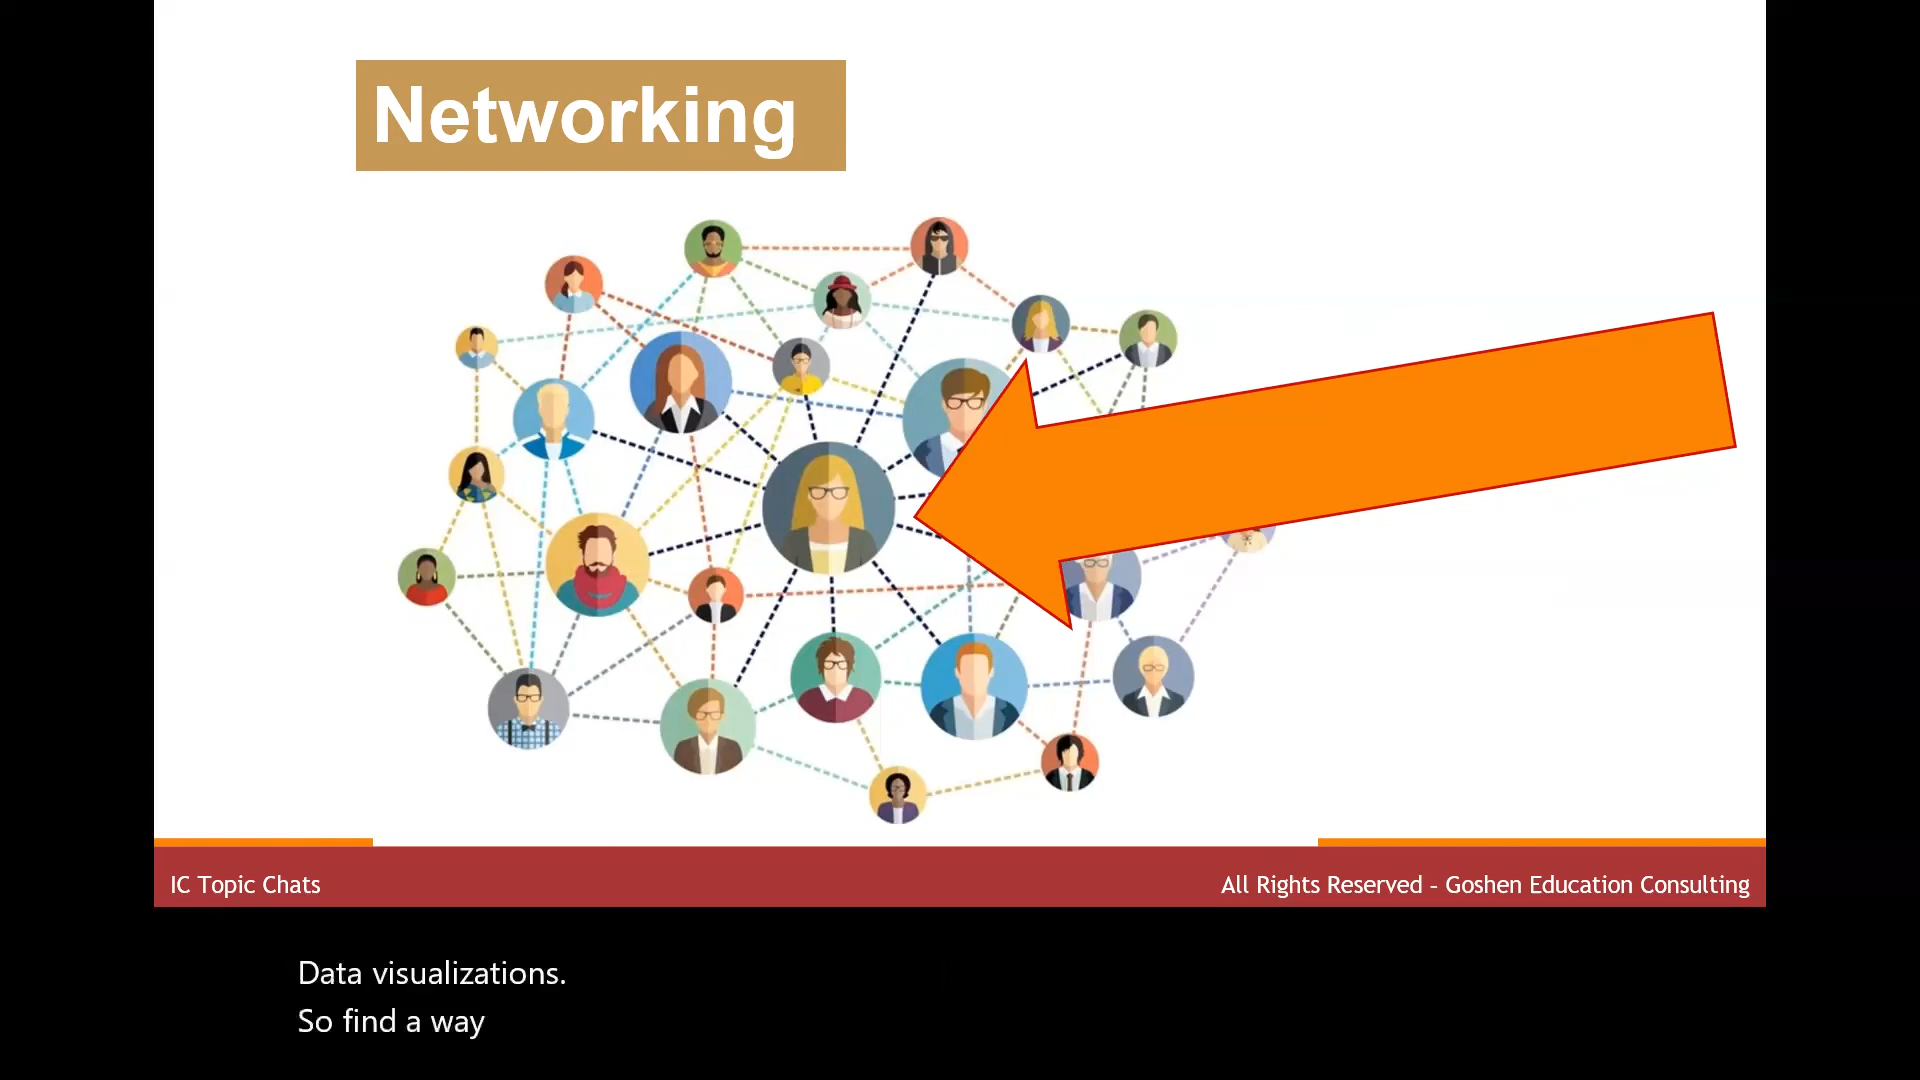 Networking
IC Topic Chats
All Rights Reserved – Goshen Education Consulting
Data visualizations.
So find a way